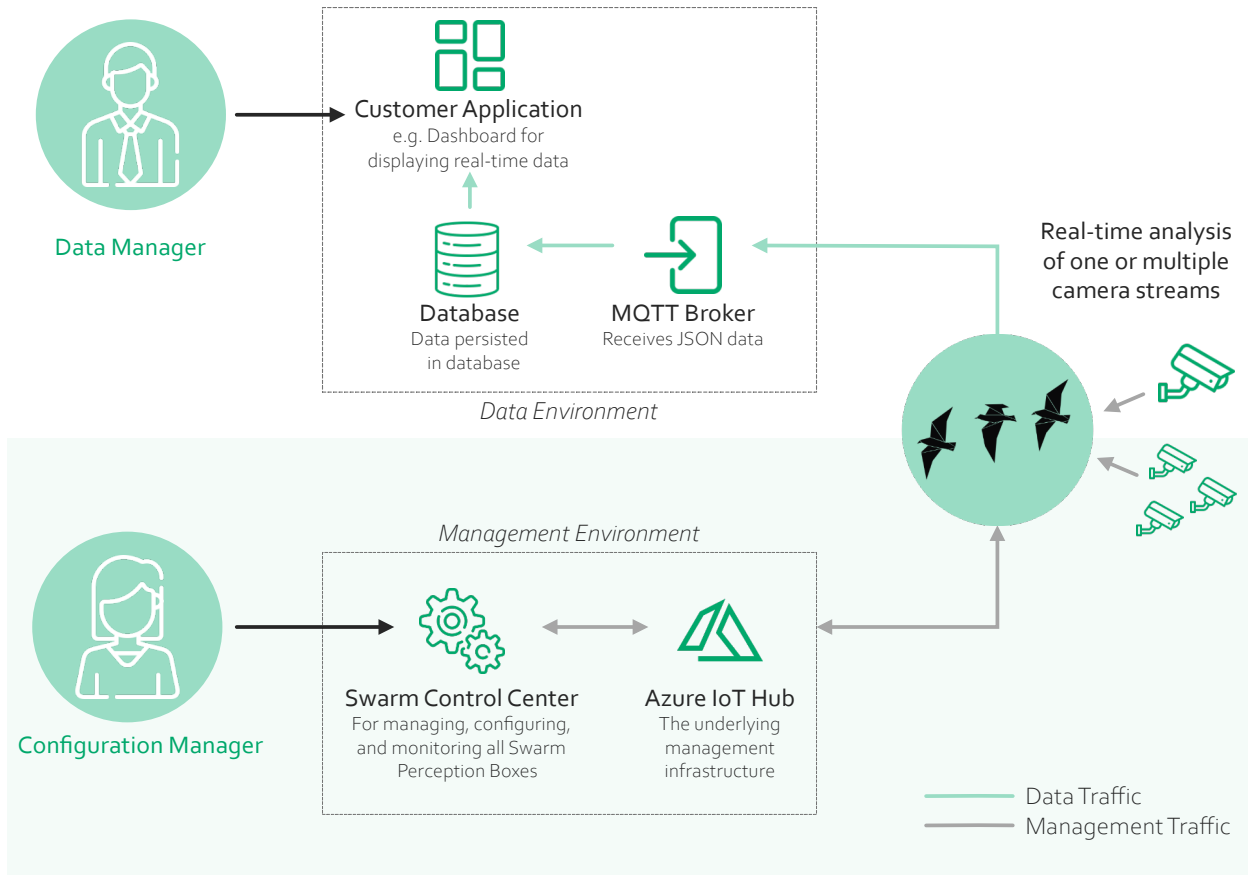 Customer Application
e.g. Dashboard for
displaying real-time data
Data Manager
Database
Data persisted
in database
MQTT Broker
Receives JSON data
Data Environment
Real-time analysis
of one or multiple
camera streams
Management Environment
Swarm Control Center
For managing, configuring,
and monitoring all Swarm
Perception Boxes
Azure IoT Hub
The underlying
management
infrastructure
Configuration Manager
Data Traffic
Management Traffic